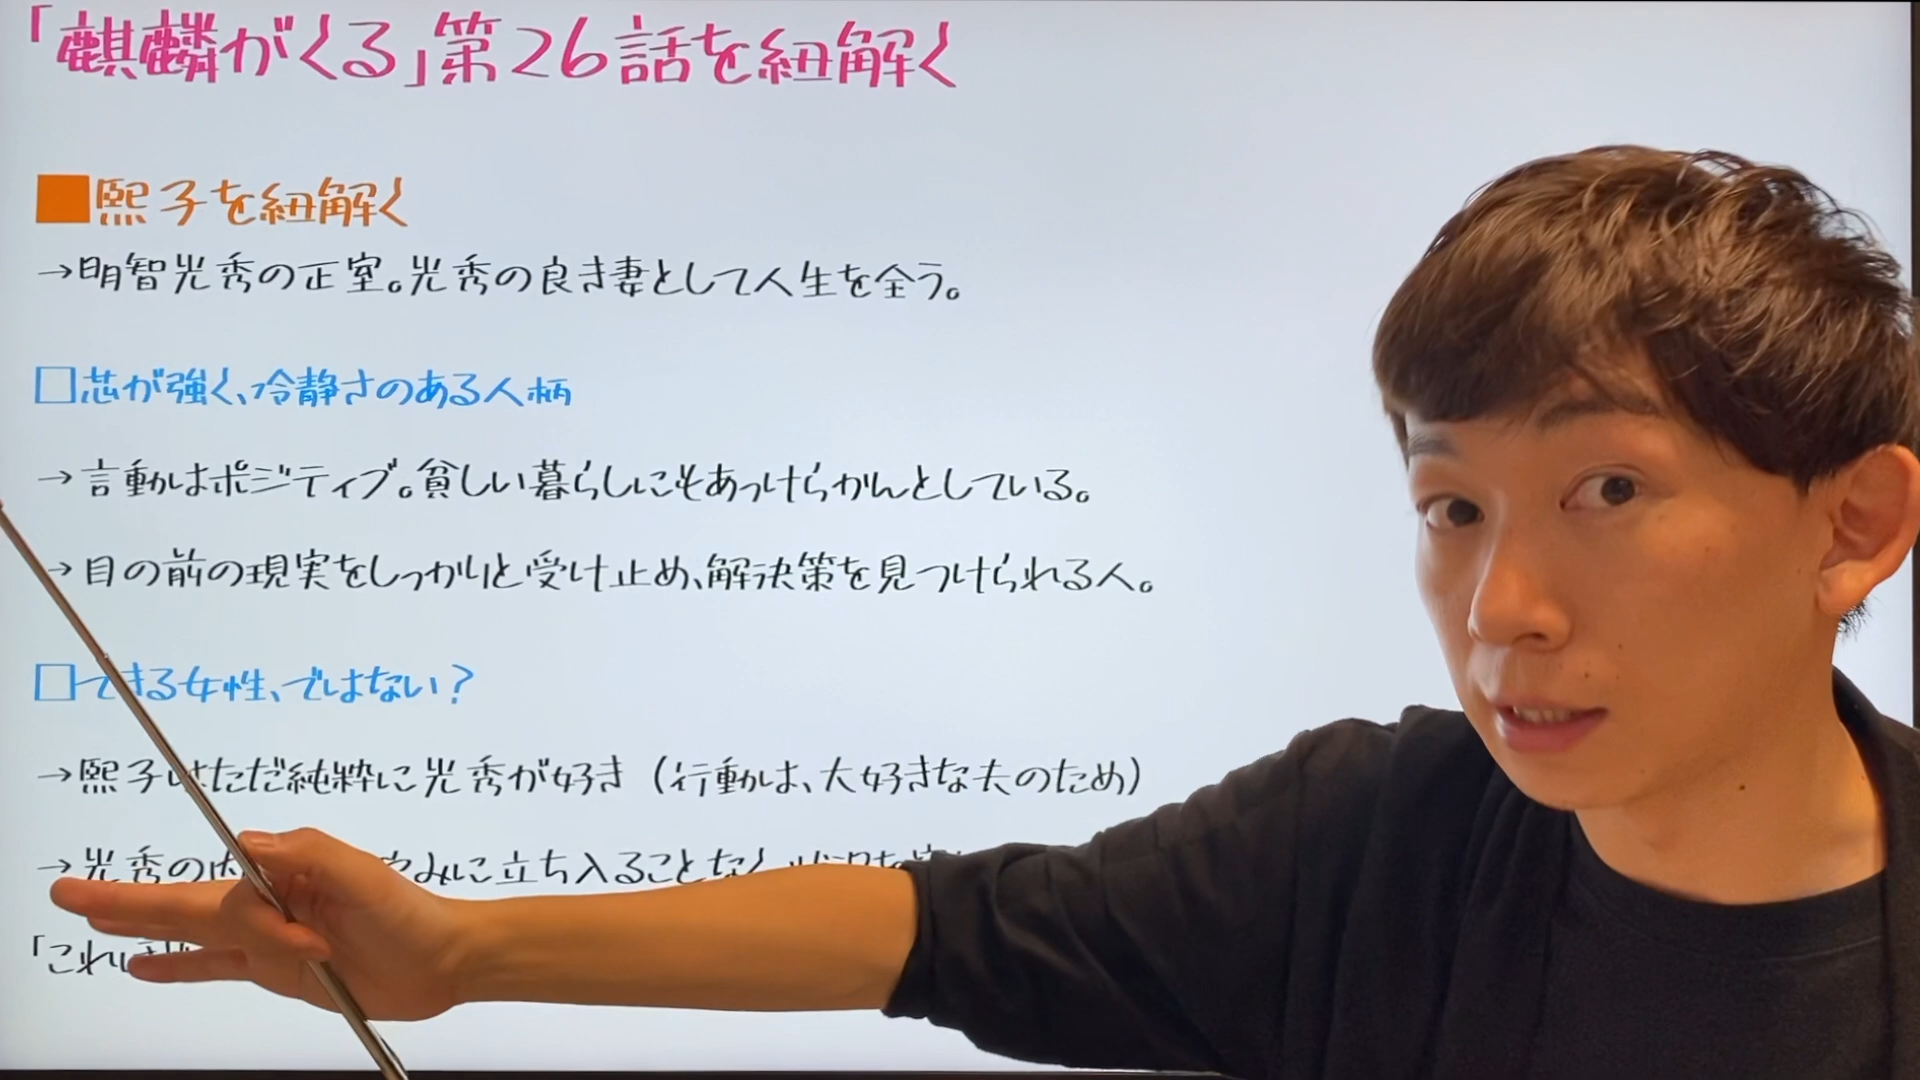 「麒麟がくる」第26話を紐解く
■熙子を紐解く
→明智光秀の正室。光秀の良き妻として人生を全う。
□芯が強く、冷静さのある人柄
→言動はポジティブ。貧しい暮らしにもあっけらかんとしている。
→目の前の現実をしっかりと受け止め、解決策を見つけられる人。
□できる女性、ではない？
→熙子はただ純粋に光秀が好き（行動は、大好きな夫のため）
→光秀の内 みに立ち入ることなく
「これ